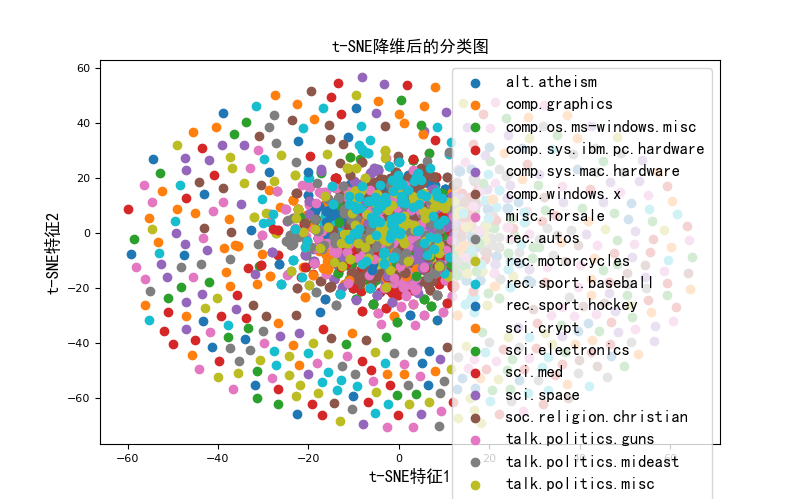 t-SNE降维后的分类图
60
40
20
0
−20
−40
−60
t-SNE特征2
−60
−40
−20
0
20
40
60
t-SNE特征1
alt.atheism
comp.graphics
comp.os.ms-windows.misc
comp.sys.ibm.pc.hardware
comp.sys.mac.hardware
comp.windows.x
misc.forsale
rec.autos
rec.motorcycles
rec.sport.baseball
rec.sport.hockey
sci.crypt
sci.electronics
sci.med
sci.space
soc.religion.christian
talk.politics.guns
talk.politics.mideast
talk.politics.misc